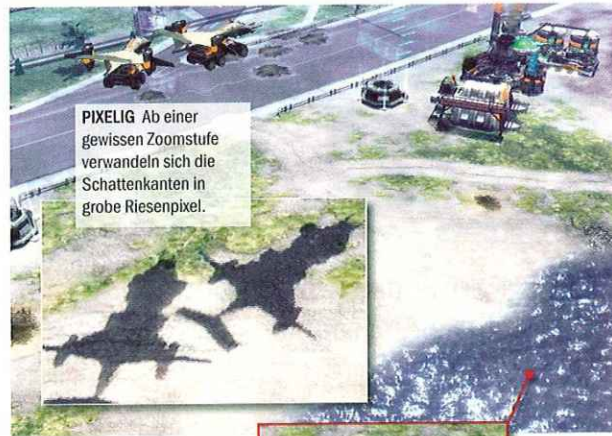 PIXELIG Ab einer
gewissen Zoomstufe
verwandeln sich die
Schattenkanten in
grobe Riesenpixel.